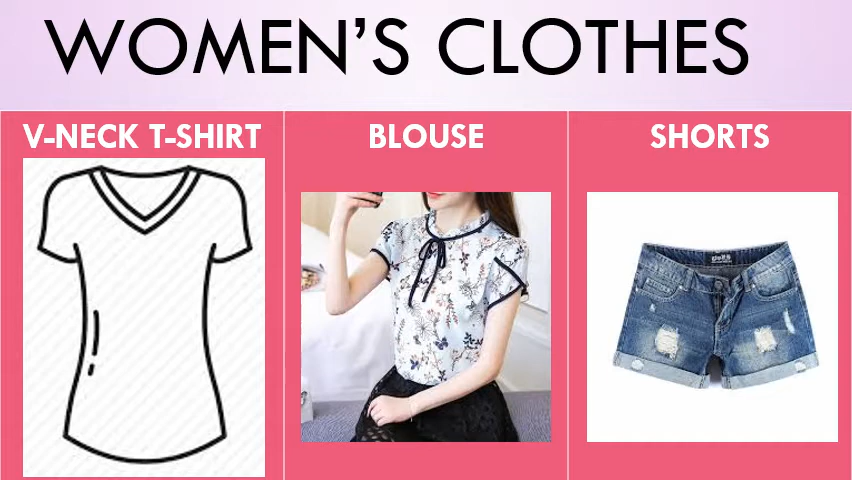 WOMEN'S CLOTHES
V-NECK T-SHIRT
BLOUSE
SHORTS